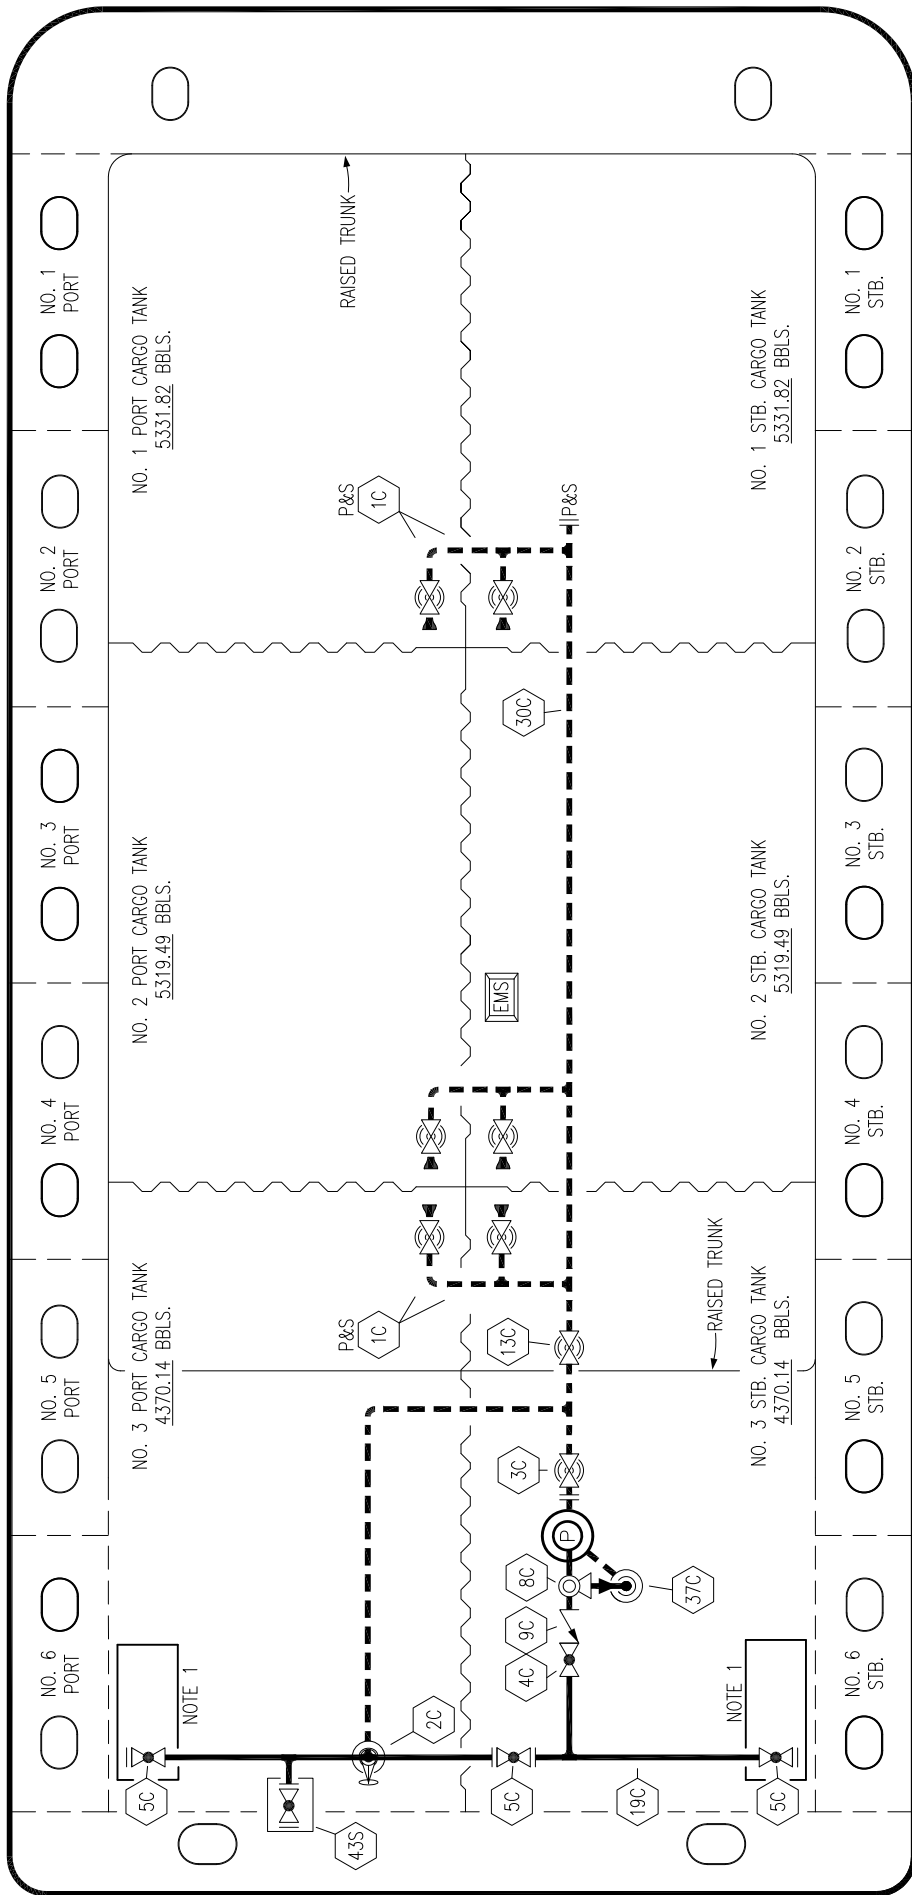 NO. 1
PORT
NO. 2
PORT
NO. 3
PORT
NO. 4
PORT
NO. 5
PORT
NO. 6
PORT
RAISED TRUNK
NO. 1 PORT CARGO TANK
5331.82 BBLS.
NO. 2 PORT CARGO TANK
5319.49 BBLS.
NO. 3 PORT CARGO TANK
4370.14 BBLS.
NOTE 1
P&S
1C
P&S
1C
P&S
30C
EMS
13C
3C
P
8C
9C
4C
37C
2C
5C
43S
5C
19C
5C
NO. 1 STB. CARGO TANK
5331.82 BBLS.
NO. 2 STB. CARGO TANK
5319.49 BBLS.
RAISED TRUNK
NO. 3 STB. CARGO TANK
4370.14 BBLS.
NOTE 1
NO. 1
STB.
NO. 2
STB.
NO. 3
STB.
NO. 4
STB.
NO. 5
STB.
NO. 6
STB.